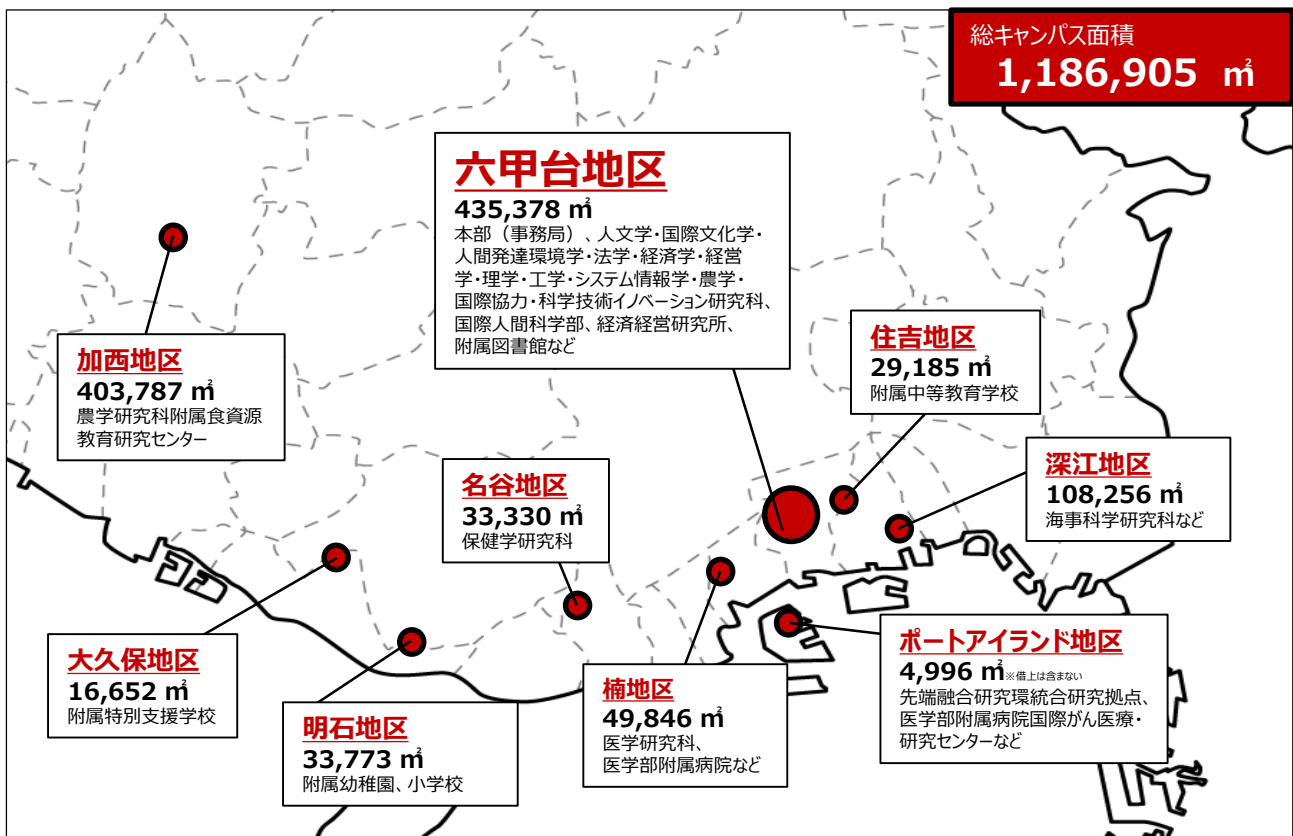 総キャンパス面積
1,186,905 ㎡
六甲台地区
435,378 ㎡
本部（事務局）、人文学・国際文化学・
人間発達環境学・法学・経済学・経営
学・理学・工学・システム情報学・農学・
国際協力・科学技術イノベーション研究科、
国際人間科学部、経済経営研究所、
附属図書館など
加西地区
403,787 ㎡
農学研究科附属食資源
教育研究センター
住吉地区
29,185 ㎡
附属中等教育学校
名谷地区
33,330 ㎡
保健学研究科
深江地区
108,256 ㎡
海事科学研究科など
大久保地区
16,652 ㎡
附属特別支援学校
明石地区
33,773 ㎡
附属幼稚園、小学校
楠地区
49,846 ㎡
医学研究科、
医学部附属病院など
ポートアイランド地区
4,996 ㎡※借上は含まない
先端融合研究環統合研究拠点、
医学部附属病院国際がん医療・
研究センターなど